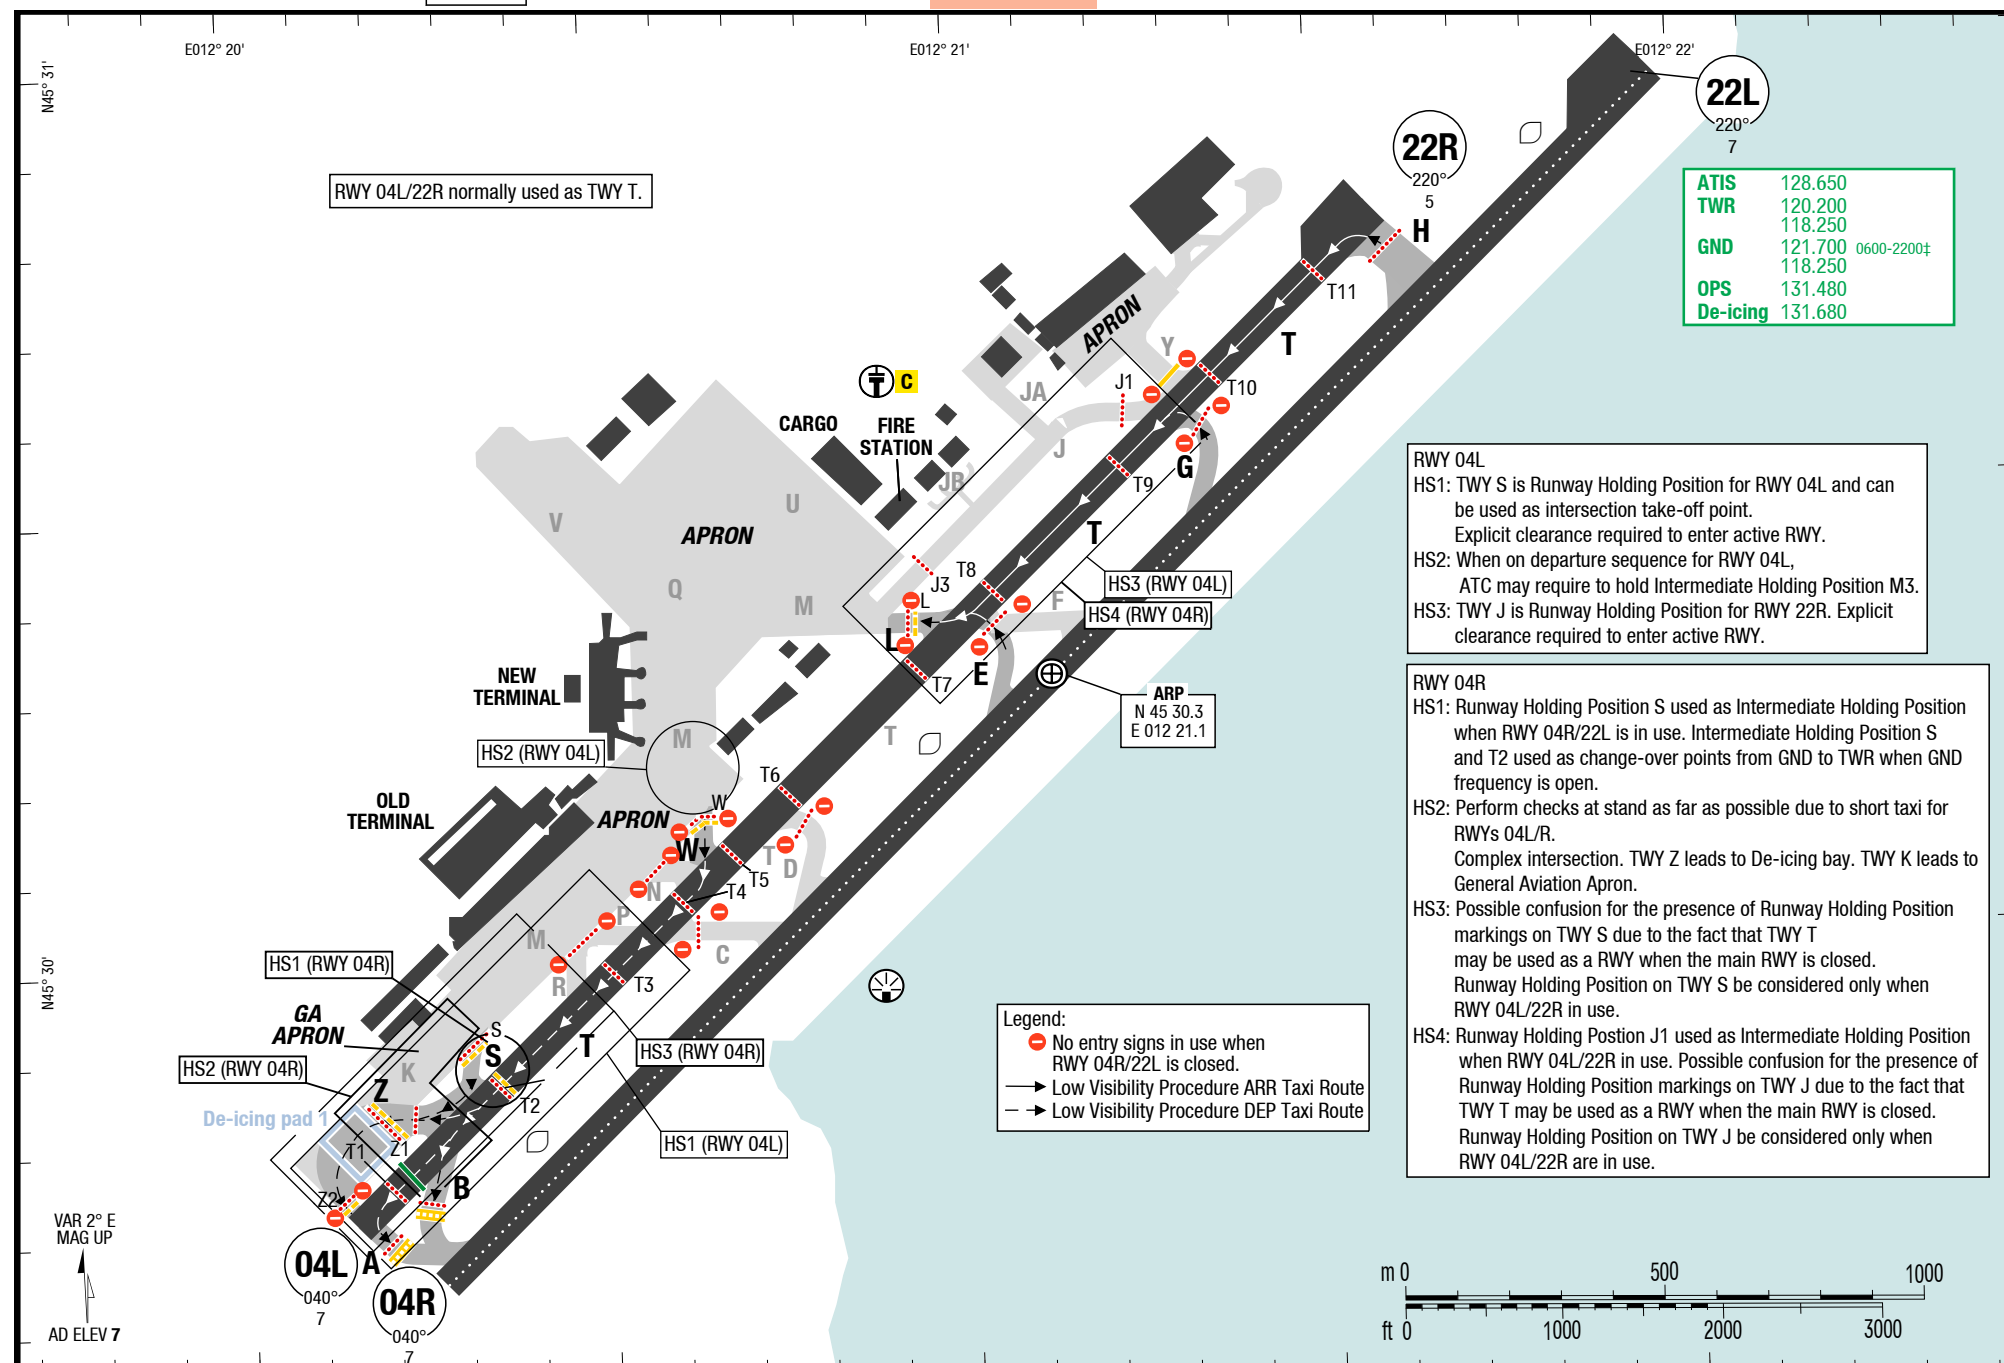 E012° 20'
E012° 21'
E012° 22'
N45° 31'
22L
220°
7
22R
220°
5
RWY 04L/22R normally used as TWY T.
ATIS 128.650
TWR 120.200
118.250
GND 121.700 0600-2200‡
118.250
OPS 131.480
De-icing 131.680
H
T11
T
APRON
Y
J1
T10
JA
C
CARGO
FIRE
STATION
J
G
JB
T9
U
V
APRON
T
T8
J3
HS3 (RWY 04L)
Q
M
L
F
HS4 (RWY 04R)
L
E
T7
NEW
TERMINAL
ARP
N 45 30.3
E 012 21.1
M
T
HS2 (RWY 04L)
T6
OLD
TERMINAL
W
APRON
W
T
D
T5
N
T4
P
M
C
R
T3
HS1 (RWY 04R)
N45° 30'
GA
APRON
S
S
T
HS3 (RWY 04R)
HS2 (RWY 04R)
K
Z
T2
De-icing pad 1
T1
Z1
HS1 (RWY 04L)
B
Z2
A
04L
040°
7
04R
040°
7
VAR 2° E
MAG UP
AD ELEV 7
RWY 04L
HS1: TWY S is Runway Holding Position for RWY 04L and can
be used as intersection take-off point.
Explicit clearance required to enter active RWY.
HS2: When on departure sequence for RWY 04L,
ATC may require to hold Intermediate Holding Position M3.
HS3: TWY J is Runway Holding Position for RWY 22R. Explicit
clearance required to enter active RWY.
RWY 04R
HS1: Runway Holding Position S used as Intermediate Holding Position
when RWY 04R/22L is in use. Intermediate Holding Position S
and T2 used as change-over points from GND to TWR when GND
frequency is open.
HS2: Perform checks at stand as far as possible due to short taxi for
RWYs 04L/R.
Complex intersection. TWY Z leads to De-icing bay. TWY K leads to
General Aviation Apron.
HS3: Possible confusion for the presence of Runway Holding Position
markings on TWY S due to the fact that TWY T
may be used as a RWY when the main RWY is closed.
Runway Holding Position on TWY S be considered only when
RWY 04L/22R in use.
HS4: Runway Holding Postion J1 used as Intermediate Holding Position
when RWY 04L/22R in use. Possible confusion for the presence of
Runway Holding Position markings on TWY J due to the fact that
TWY T may be used as a RWY when the main RWY is closed.
Runway Holding Position on TWY J be considered only when
RWY 04L/22R are in use.
Legend:
No entry signs in use when
RWY 04R/22L is closed.
Low Visibility Procedure ARR Taxi Route
Low Visibility Procedure DEP Taxi Route
m 0 500 1000
ft 0 1000 2000 3000